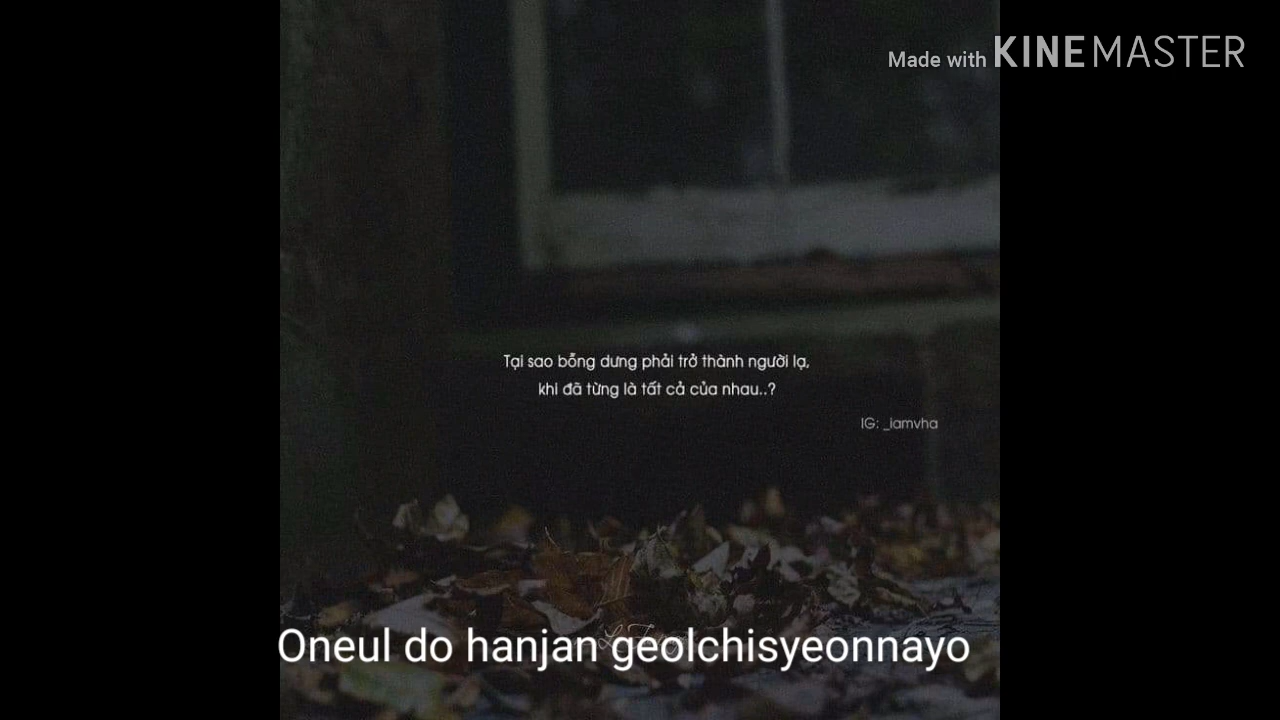 Made with KINEMASTER
Tại sao bỗng dưng phải trở thành người lạ,
khi đã từng là tất cả của nhau..?
IG: _iamvha
Oneul do hanjan geolchisyeonnayo